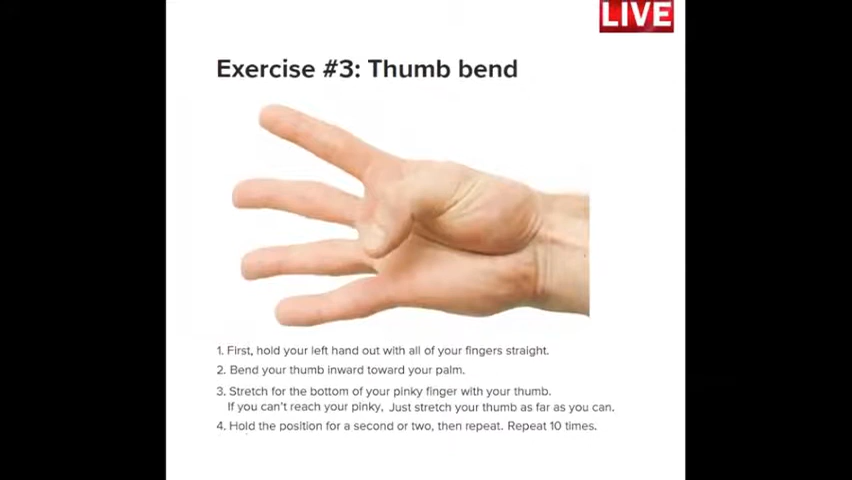 LIVE
Exercise #3: Thumb bend
1. First, hold your left hand out with all of your fingers straight.
2. Bend your thumb inward toward your palm.
3. Stretch for the bottom of your pinky finger with your thumb.
If you can't reach your pinky, Just stretch your thumb as far as you can.
4. Hold the position for a second or two, then repeat. Repeat 10 times.